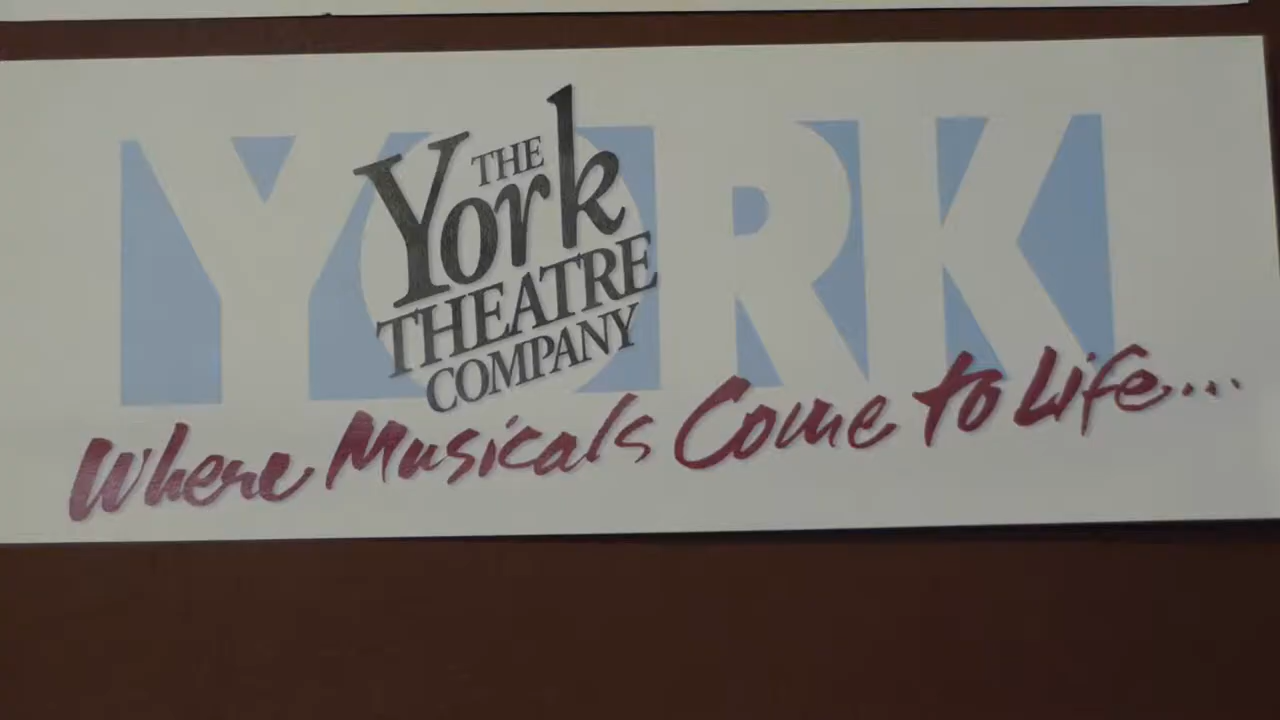 YORK
THE
York
THEATRE
COMPANY
Where Musicals Come to Life...